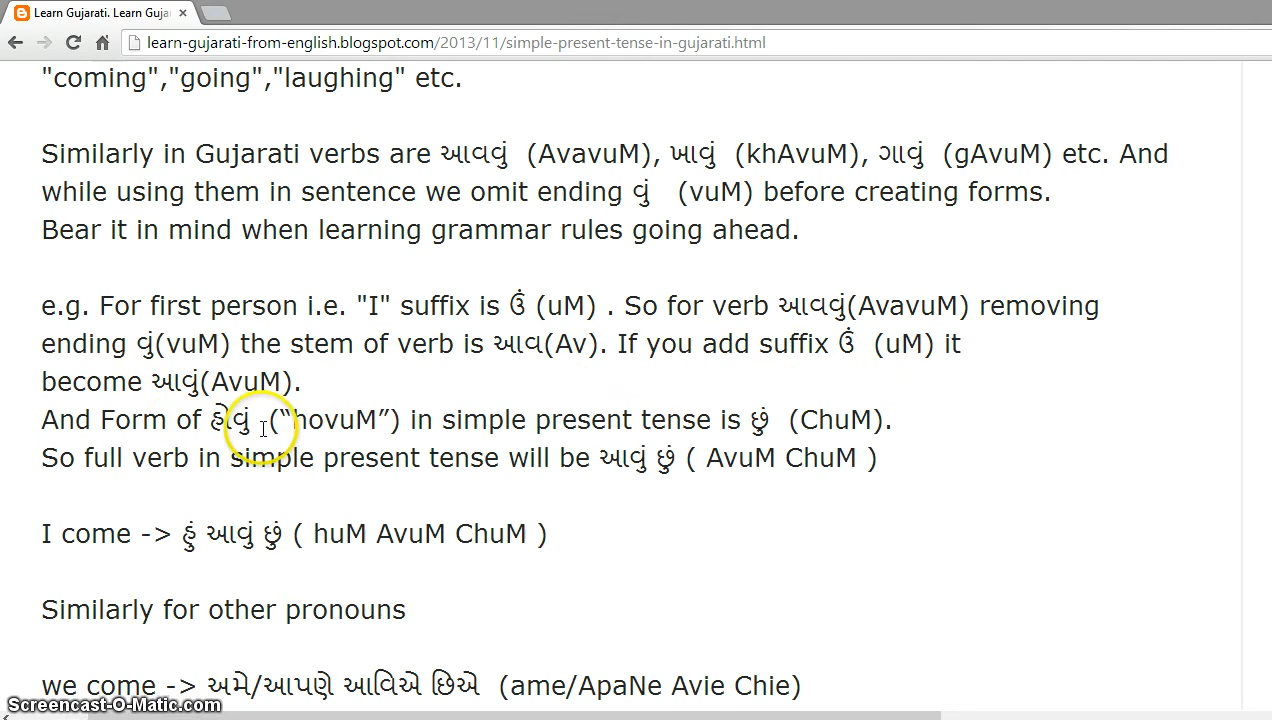 Learn Gujarati. Learn Gujar
learn-gujarati-from-english.blogspot.com/2013/11/simple-present-tense-in-gujarati.html
"coming","going","laughing" etc.
Similarly in Gujarati verbs are આવવું (AvavuM), ખાવું (khAvuM), ગાવું (gAvuM) etc. And
while using them in sentence we omit ending વું (vuM) before creating forms.
Bear it in mind when learning grammar rules going ahead.
e.g. For first person i.e. "I" suffix is ઉં (uM) . So for verb આવવું(AvavuM) removing
ending વું(vuM) the stem of verb is આવ(Av). If you add suffix ઉં (uM) it
become આવું(AvuM).
And Form of હોવું (“hovuM”) in simple present tense is છું (ChuM).
So full verb in simple present tense will be આવું છું ( AvuM ChuM )
I come -> હું આવું છું ( huM AvuM ChuM )
Similarly for other pronouns
we come -> અમે/આપણે આવિએ છિએ (ame/ApaNe Avie Chie)
Screencast-O-Matic.com